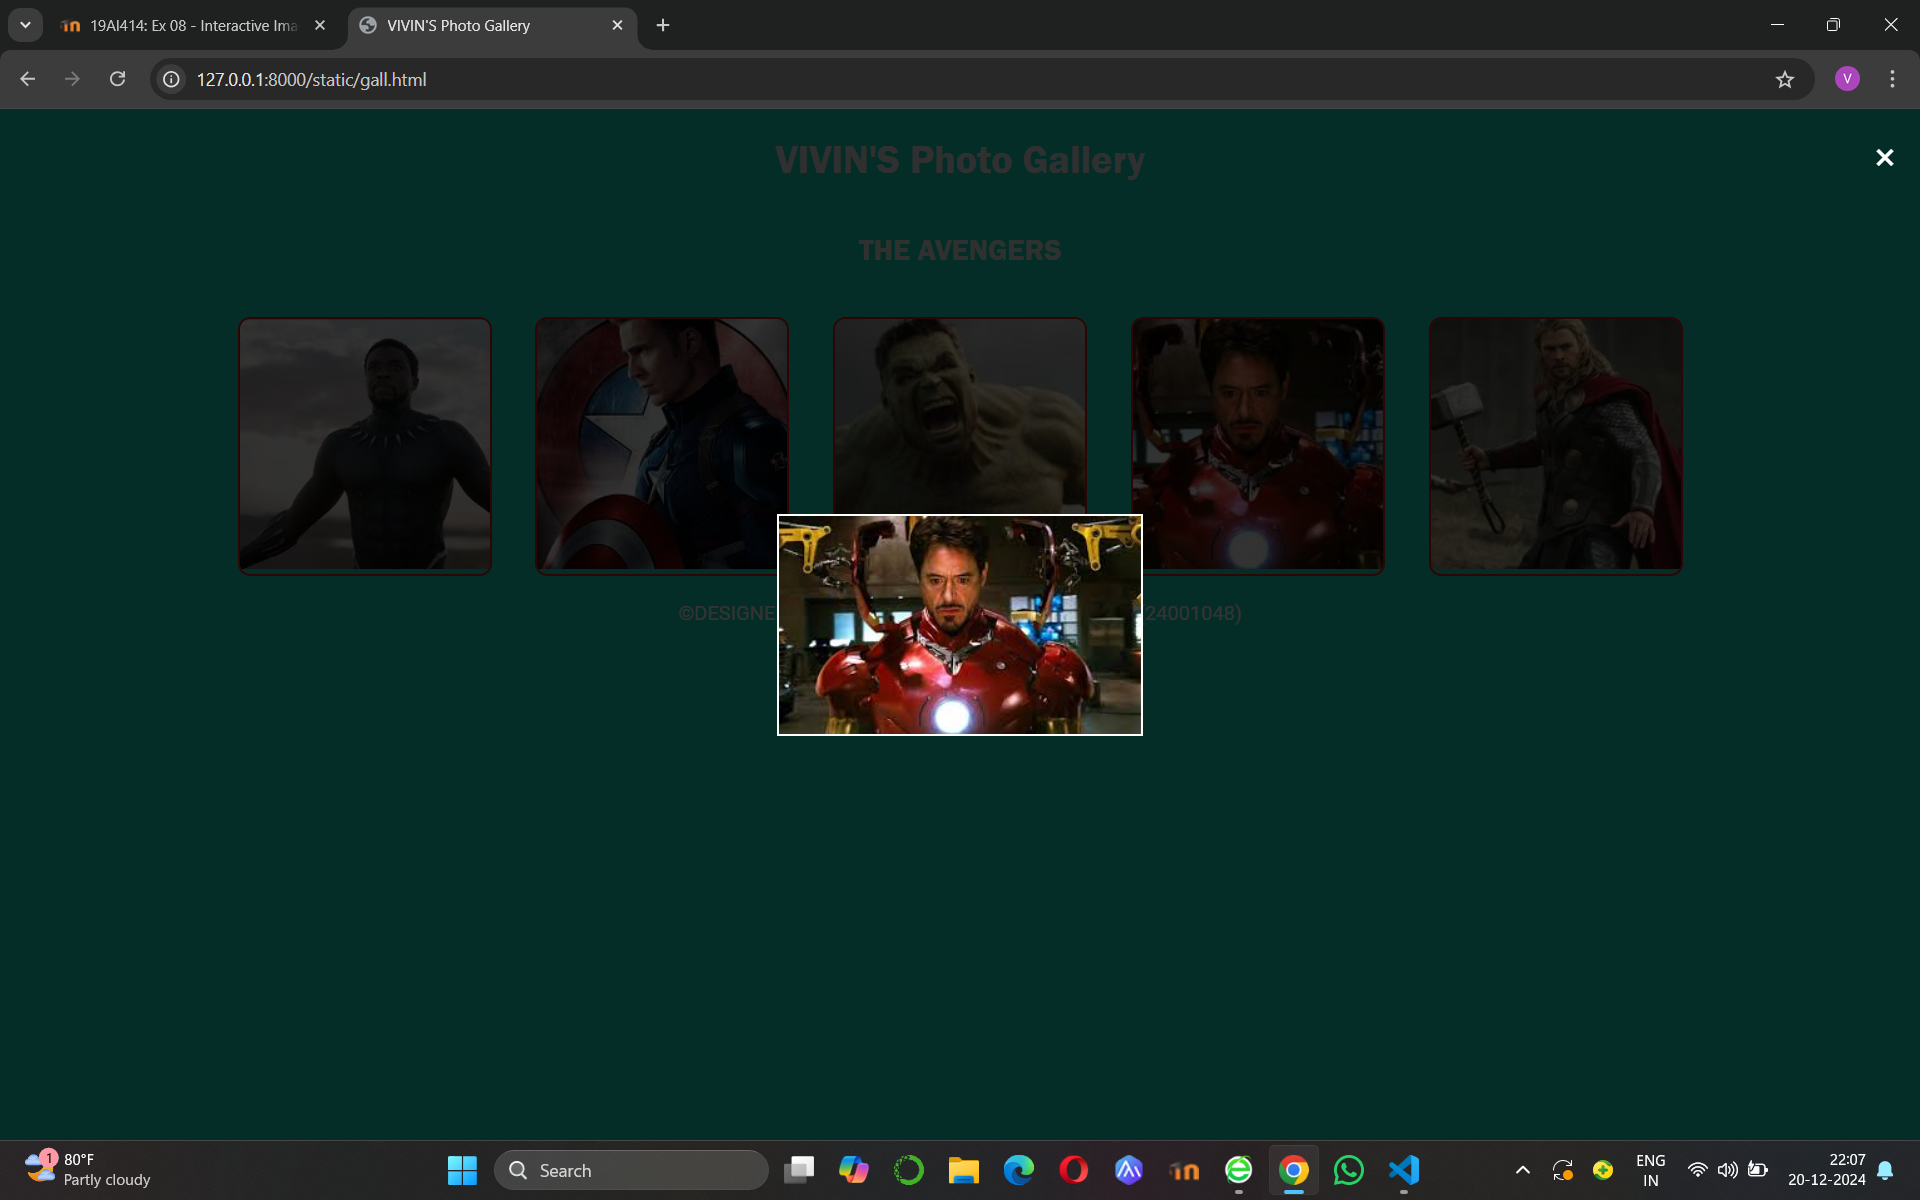 19AI414: Ex 08 - Interactive Ima
VIVIN'S Photo Gallery
127.0.0.1:8000/static/gall.html
V
VIVIN'S Photo Gallery
THE AVENGERS
©DESIGNE
24001048)
1
80°F
Partly cloudy
Search
ENG
IN
22:07
20-12-2024